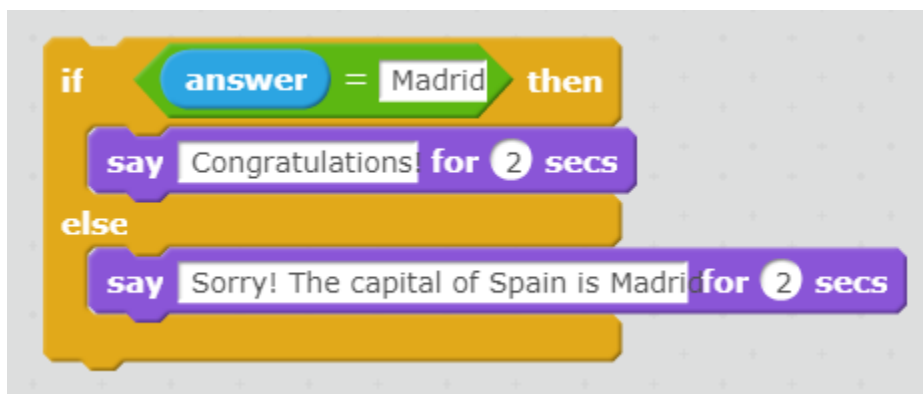 if answer = Madrid then
say Congratulations! for 2 secs
else
say Sorry! The capital of Spain is Madrid for 2 secs